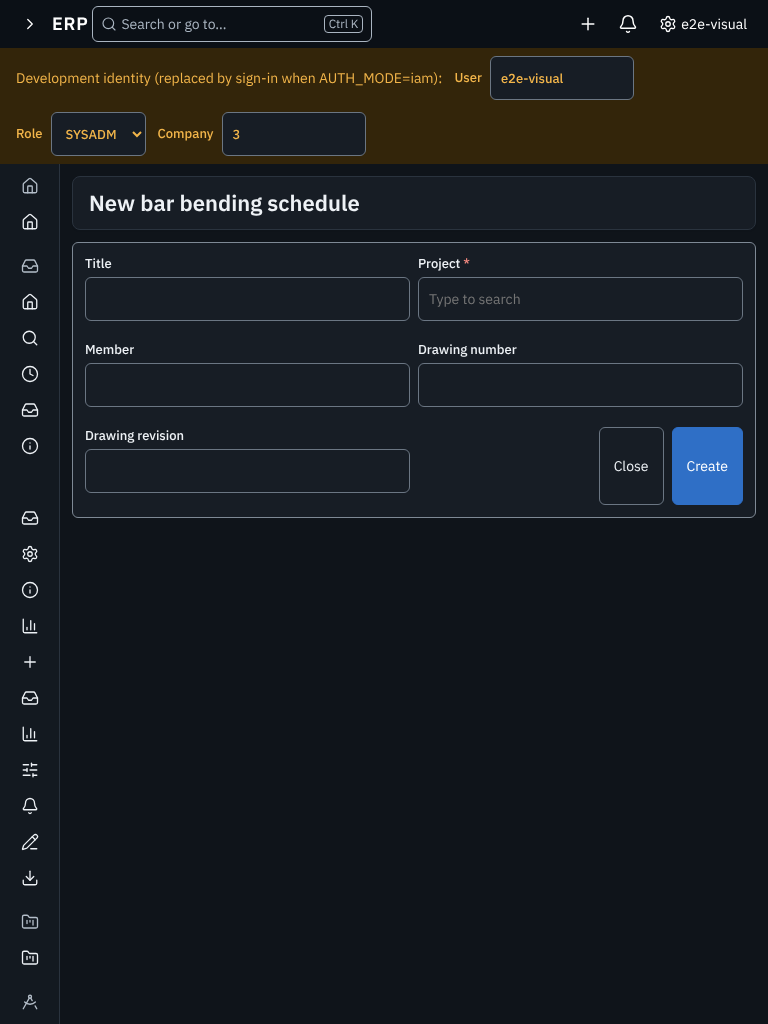 ERP Search or go to... Ctrl K e2e-visual
Development identity (replaced by sign-in when AUTH_MODE=iam): User e2e-visual
Role SYSADM Company 3
New bar bending schedule
Title Project *
Type to search
Member Drawing number
Drawing revision
Close Create